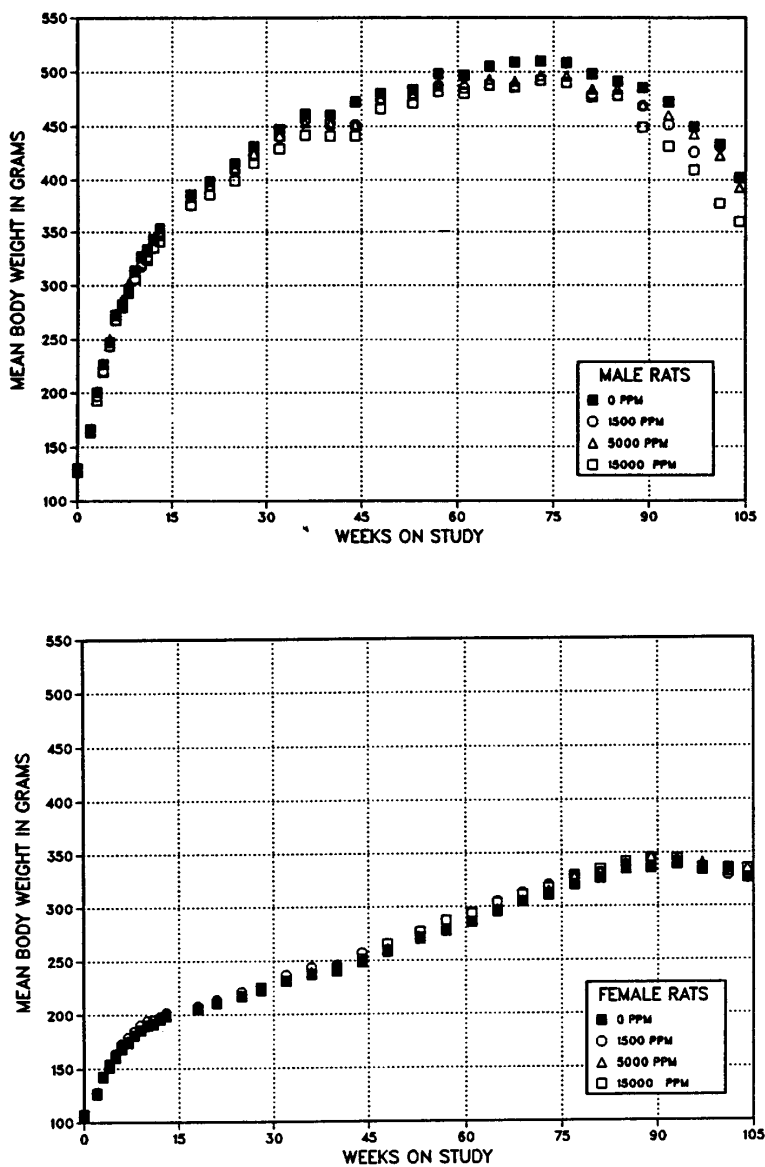 550
500
450
400
350
300
250
200
150
100
MEAN BODY WEIGHT IN GRAMS
MALE RATS
0 PPM
1500 PPM
5000 PPM
15000 PPM
0 15 30 45 60 75 90 105
WEEKS ON STUDY
550
500
450
400
350
300
250
200
150
100
MEAN BODY WEIGHT IN GRAMS
FEMALE RATS
0 PPM
1500 PPM
5000 PPM
15000 PPM
0 15 30 45 60 75 90 105
WEEKS ON STUDY